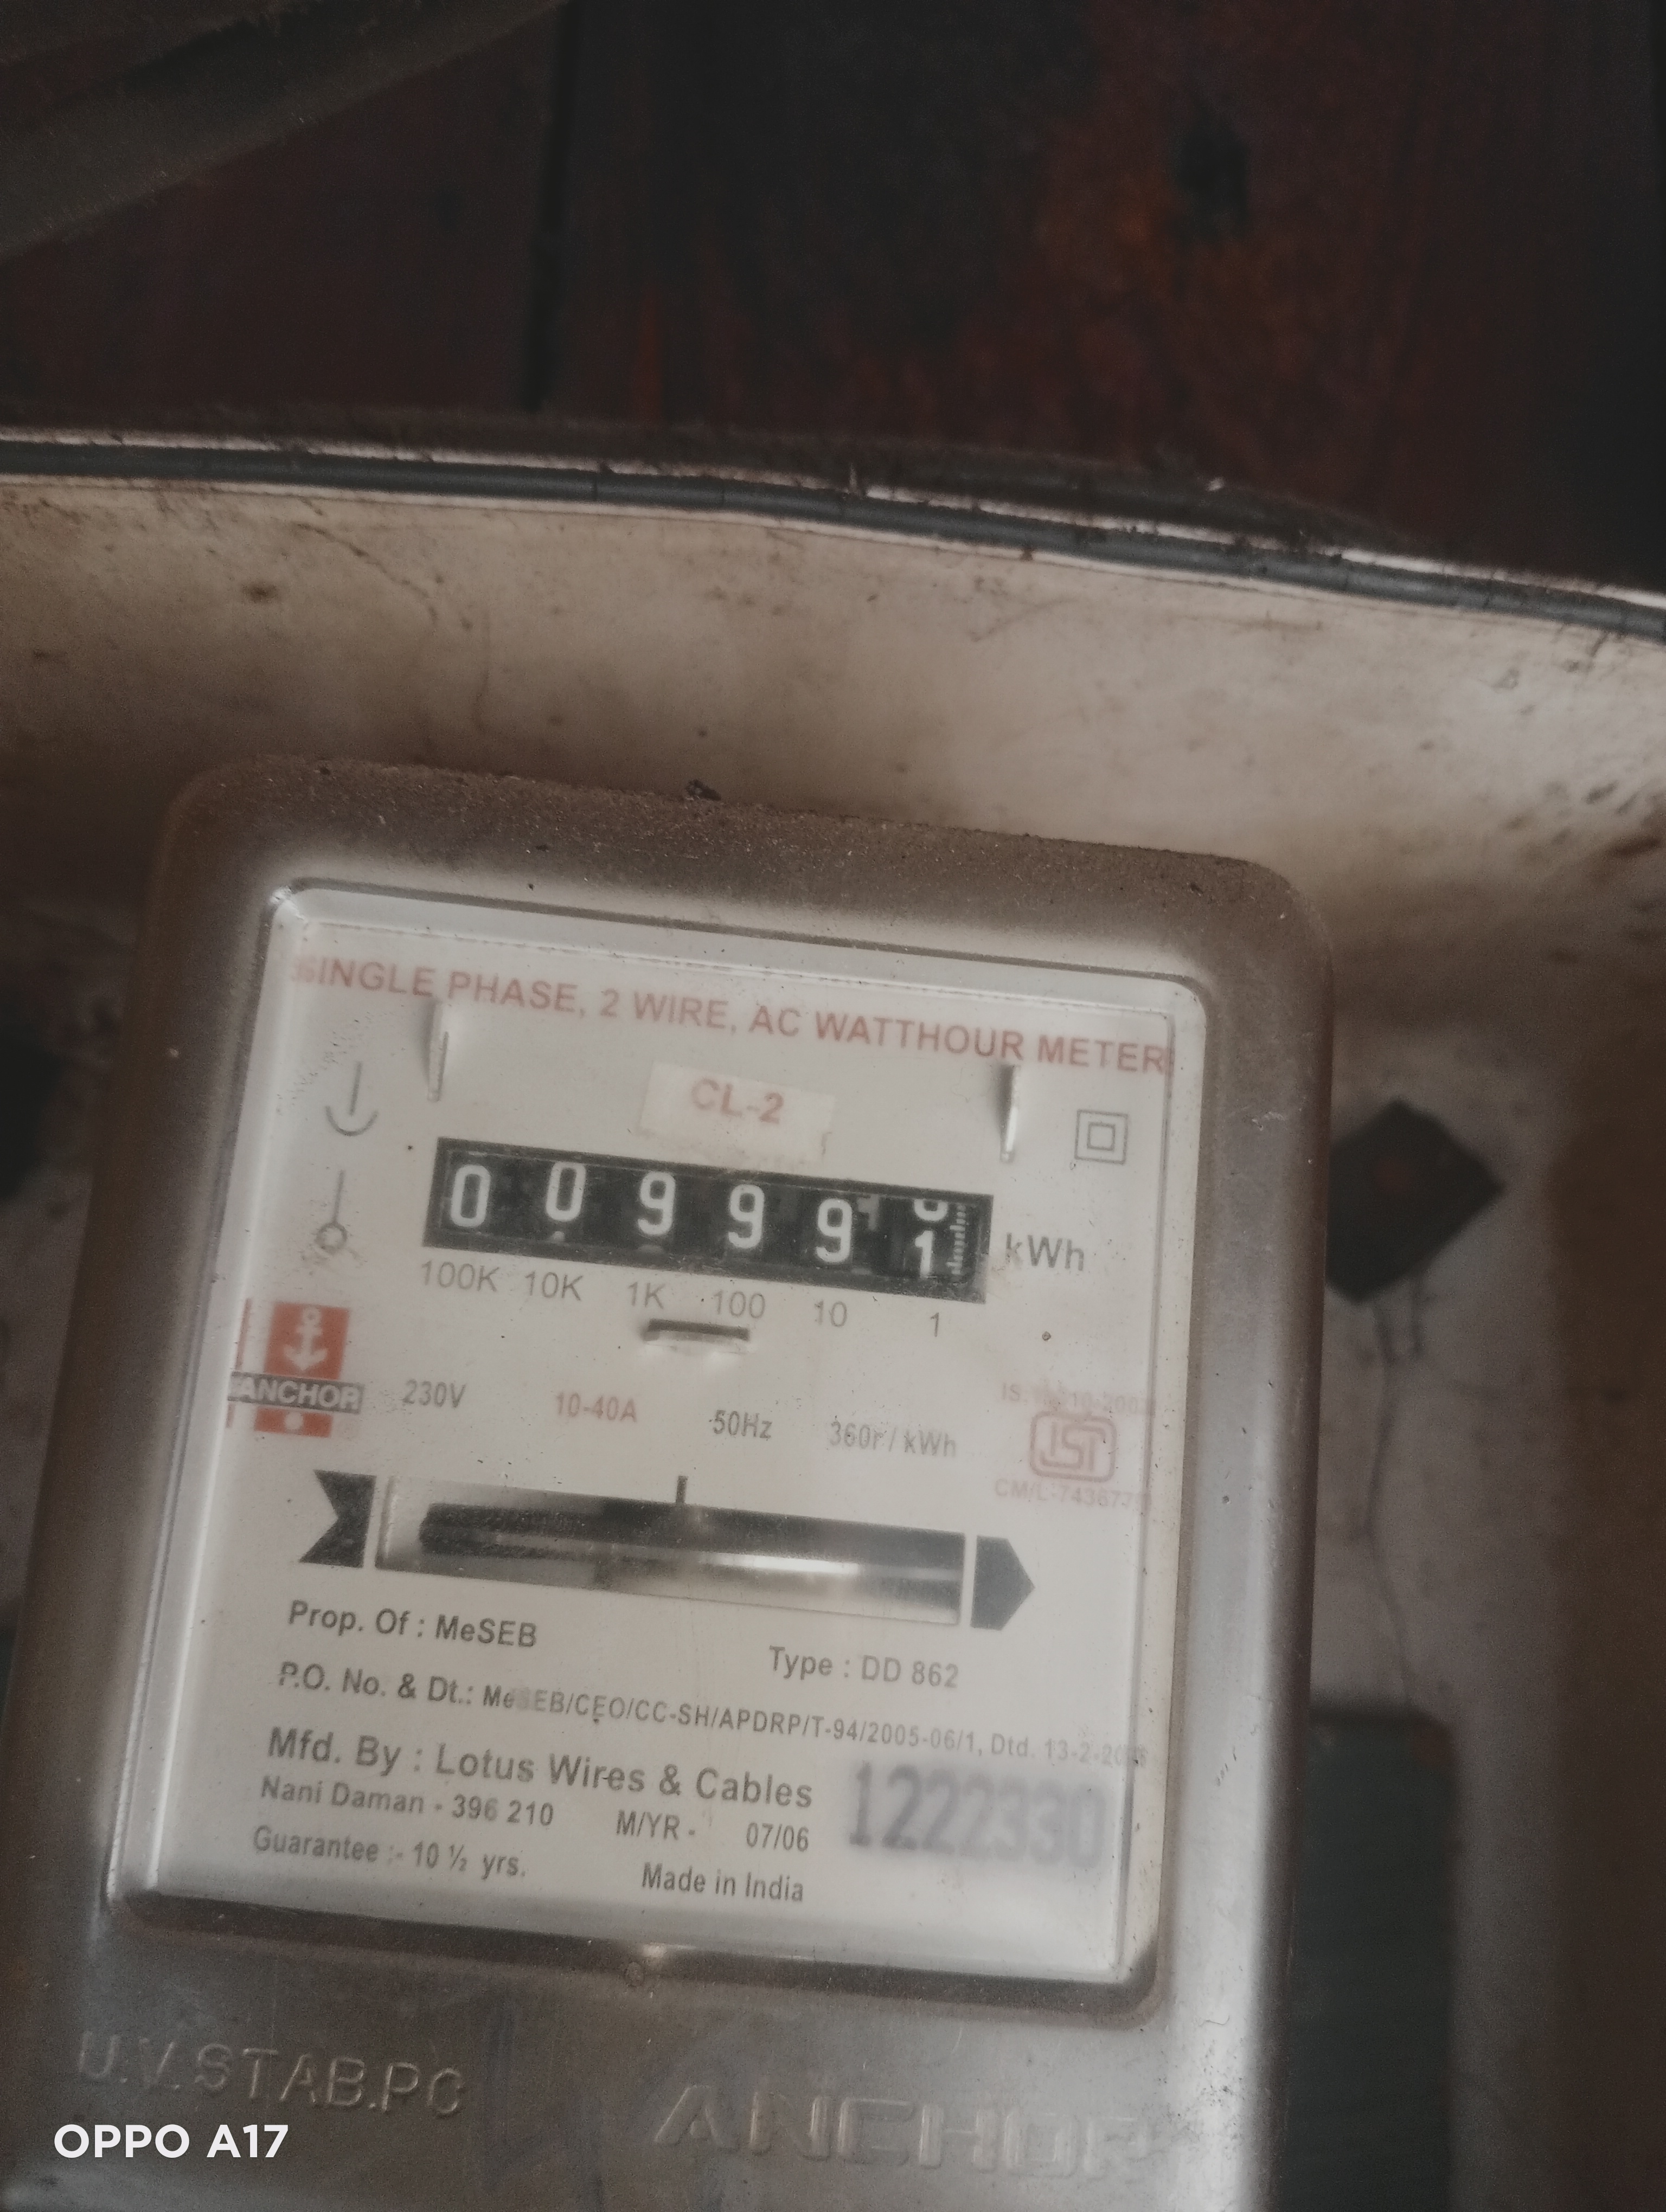 SINGLE PHASE, 2 WIRE, AC WATTHOUR METER
CL-2
0 0 9 9 9 1 kWh
100K 10K 1K 100 10 1
ANCHOR
230V 10-40A 50Hz 360r/kWh
ISI
Prop. Of : MeSEB
Type : DD 862
P.O. No. & Dt.: MeSEB/CEO/CC-SH/APDRP/T-94/2005-06/1, Dtd.
Mfd. By : Lotus Wires & Cables
1222330
Nani Daman - 396 210 M/YR - 07/06
Guarantee :- 10 ½ yrs. Made in India
U.V.STAB.PC
ANCHOR
OPPO A17